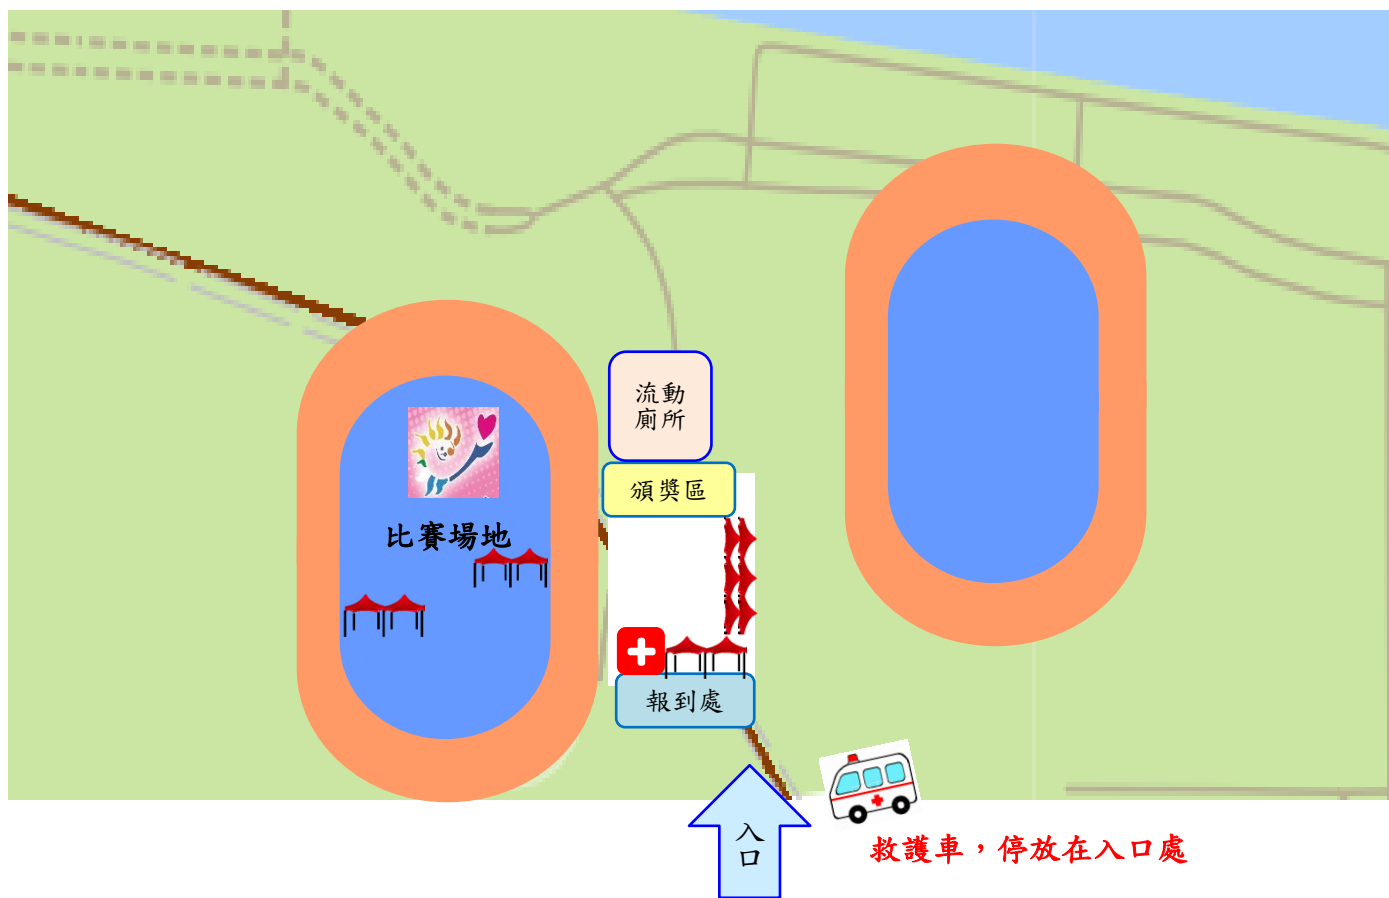 流動
廁所
頒獎區
比賽場地
報到處
入
口
救護車，停放在入口處